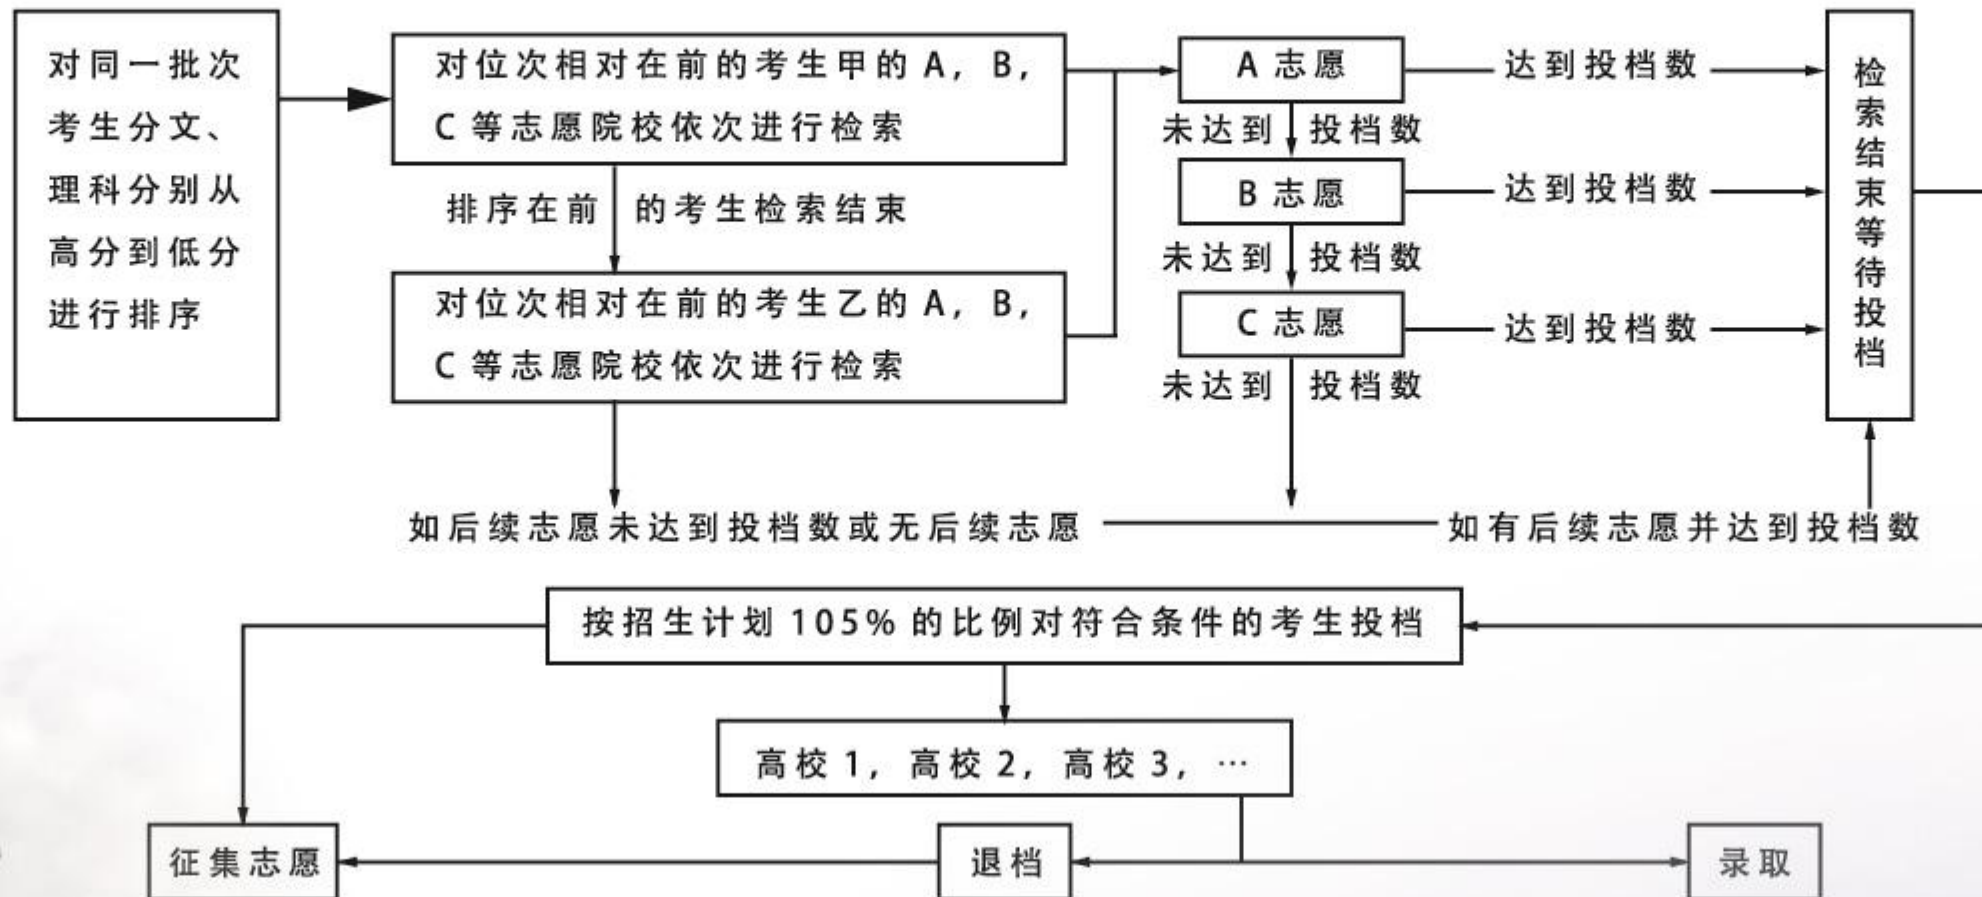 对同一批次
考生分文、
理科分别从
高分到低分
进行排序
对位次相对在前的考生甲的 A，B，
C 等志愿院校依次进行检索
排序在前 的考生检索结束
对位次相对在前的考生乙的 A，B，
C 等志愿院校依次进行检索
A 志愿
达到投档数
未达到 投档数
B 志愿
达到投档数
未达到 投档数
C 志愿
达到投档数
未达到 投档数
检索结束等待投档
如后续志愿未达到投档数或无后续志愿
如有后续志愿并达到投档数
按招生计划 105% 的比例对符合条件的考生投档
高校 1，高校 2，高校 3，…
征集志愿
退档
录取